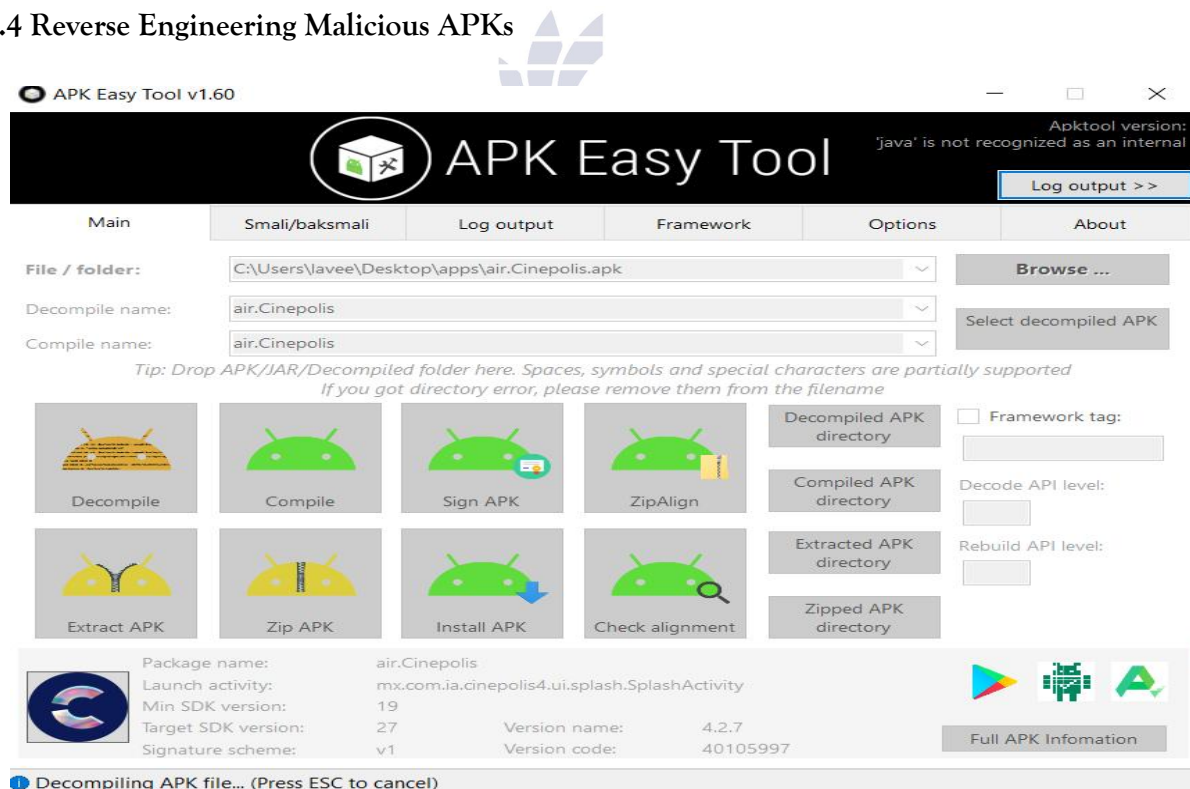 .4 Reverse Engineering Malicious APKs
APK Easy Tool v1.60
APK Easy Tool
Apktool version:
'java' is not recognized as an internal
Log output >>
Main
Smali/baksmali
Log output
Framework
Options
About
File / folder:
C:\Users\lavee\Desktop\apps\air.Cinepolis.apk
Browse ...
Decompile name:
air.Cinepolis
Select decompiled APK
Compile name:
air.Cinepolis
Tip: Drop APK/JAR/Decompiled folder here. Spaces, symbols and special characters are partially supported
If you got directory error, please remove them from the filename
Decompile
Compile
Sign APK
ZipAlign
Decompiled APK
directory
Framework tag:
Compiled APK
directory
Decode API level:
Extract APK
Zip APK
Install APK
Check alignment
Extracted APK
directory
Rebuild API level:
Zipped APK
directory
Package name: air.Cinepolis
Launch activity: mx.com.ia.cinepolis4.ui.splash.SplashActivity
Min SDK version: 19
Target SDK version: 27 Version name: 4.2.7
Signature scheme: v1 Version code: 40105997
Full APK Infomation
Decompiling APK file... (Press ESC to cancel)